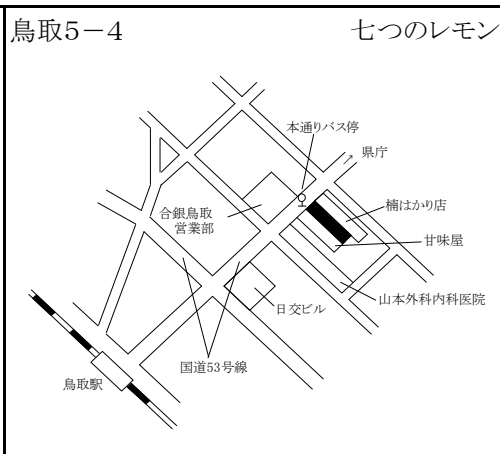 鳥取5－4
七つのレモン
本通りバス停
県庁
楠はかり店
合銀鳥取
営業部
甘味屋
山本外科内科医院
日交ビル
国道53号線
鳥取駅